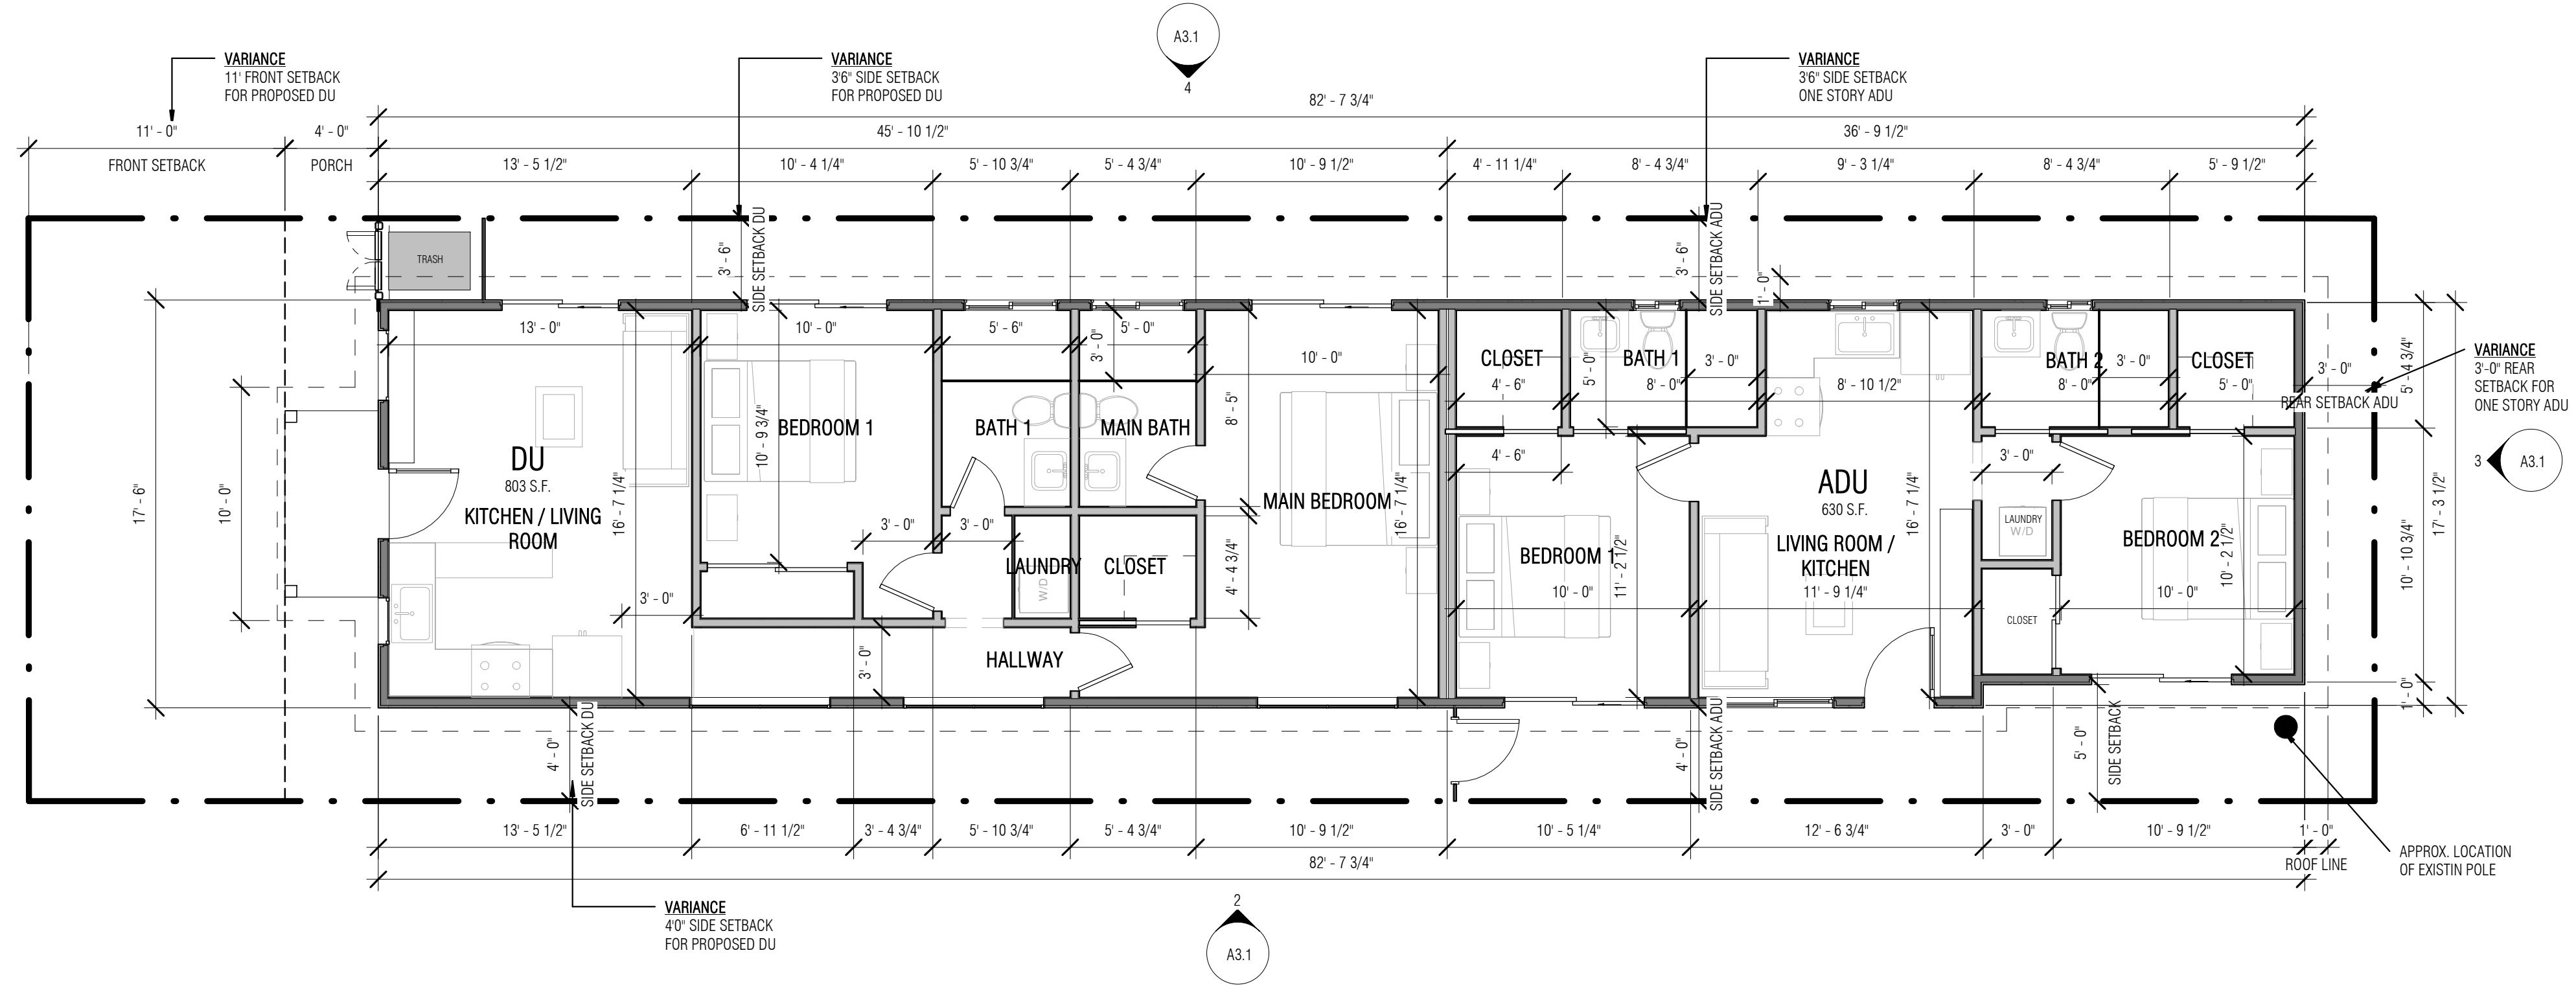 A3.1
4
VARIANCE
11' FRONT SETBACK
FOR PROPOSED DU
VARIANCE
3'6" SIDE SETBACK
FOR PROPOSED DU
VARIANCE
3'6" SIDE SETBACK
ONE STORY ADU
82' - 7 3/4"
11' - 0"
4' - 0"
45' - 10 1/2"
36' - 9 1/2"
FRONT SETBACK
PORCH
13' - 5 1/2"
10' - 4 1/4"
5' - 10 3/4"
5' - 4 3/4"
10' - 9 1/2"
4' - 11 1/4"
8' - 4 3/4"
9' - 3 1/4"
8' - 4 3/4"
5' - 9 1/2"
TRASH
3' - 6"
SIDE SETBACK DU
3' - 6"
SIDE SETBACK ADU
1' - 0"
13' - 0"
10' - 0"
5' - 6"
3' - 0"
5' - 0"
10' - 0"
CLOSET
4' - 6"
5' - 0"
BATH 1
8' - 0"
3' - 0"
8' - 10 1/2"
BATH 2
8' - 0"
3' - 0"
CLOSET
5' - 0"
3' - 0"
REAR SETBACK ADU
5' - 4 3/4"
VARIANCE
3'-0" REAR
SETBACK FOR
ONE STORY ADU
17' - 6"
10' - 0"
DU
803 S.F.
KITCHEN / LIVING
ROOM
16' - 7 1/4"
3' - 0"
10' - 9 3/4"
BEDROOM 1
BATH 1
MAIN BATH
8' - 5"
MAIN BEDROOM
16' - 7 1/4"
3' - 0"
3' - 0"
LAUNDRY
W/D
CLOSET
4' - 4 3/4"
HALLWAY
3' - 0"
4' - 6"
BEDROOM 1
11' - 2 1/2"
10' - 0"
ADU
630 S.F.
LIVING ROOM /
KITCHEN
11' - 9 1/4"
16' - 7 1/4"
3' - 0"
LAUNDRY
W/D
CLOSET
BEDROOM 2
10' - 2 1/2"
10' - 0"
10' - 10 3/4"
17' - 3 1/2"
1' - 0"
3
A3.1
4' - 0"
SIDE SETBACK DU
4' - 0"
SIDE SETBACK ADU
5' - 0"
SIDE SETBACK
13' - 5 1/2"
6' - 11 1/2"
3' - 4 3/4"
5' - 10 3/4"
5' - 4 3/4"
10' - 9 1/2"
10' - 5 1/4"
12' - 6 3/4"
3' - 0"
10' - 9 1/2"
1' - 0"
ROOF LINE
82' - 7 3/4"
APPROX. LOCATION
OF EXISTIN POLE
VARIANCE
4'0" SIDE SETBACK
FOR PROPOSED DU
2
A3.1